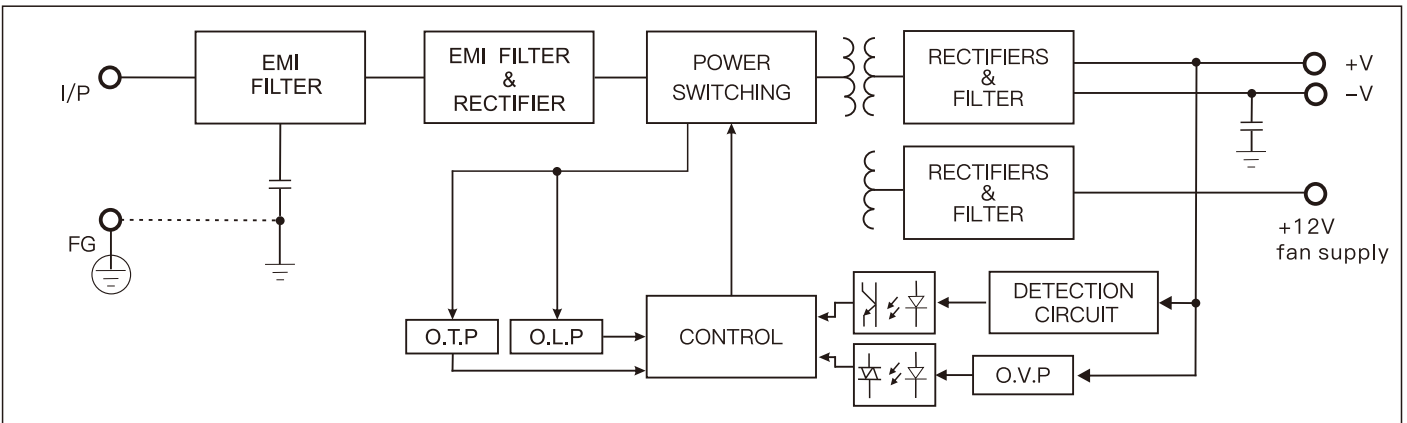 I/P
EMI
FILTER
EMI FILTER
&
RECTIFIER
POWER
SWITCHING
RECTIFIERS
&
FILTER
+V
−V
RECTIFIERS
&
FILTER
+12V
fan supply
FG
O.T.P
O.L.P
CONTROL
DETECTION
CIRCUIT
O.V.P